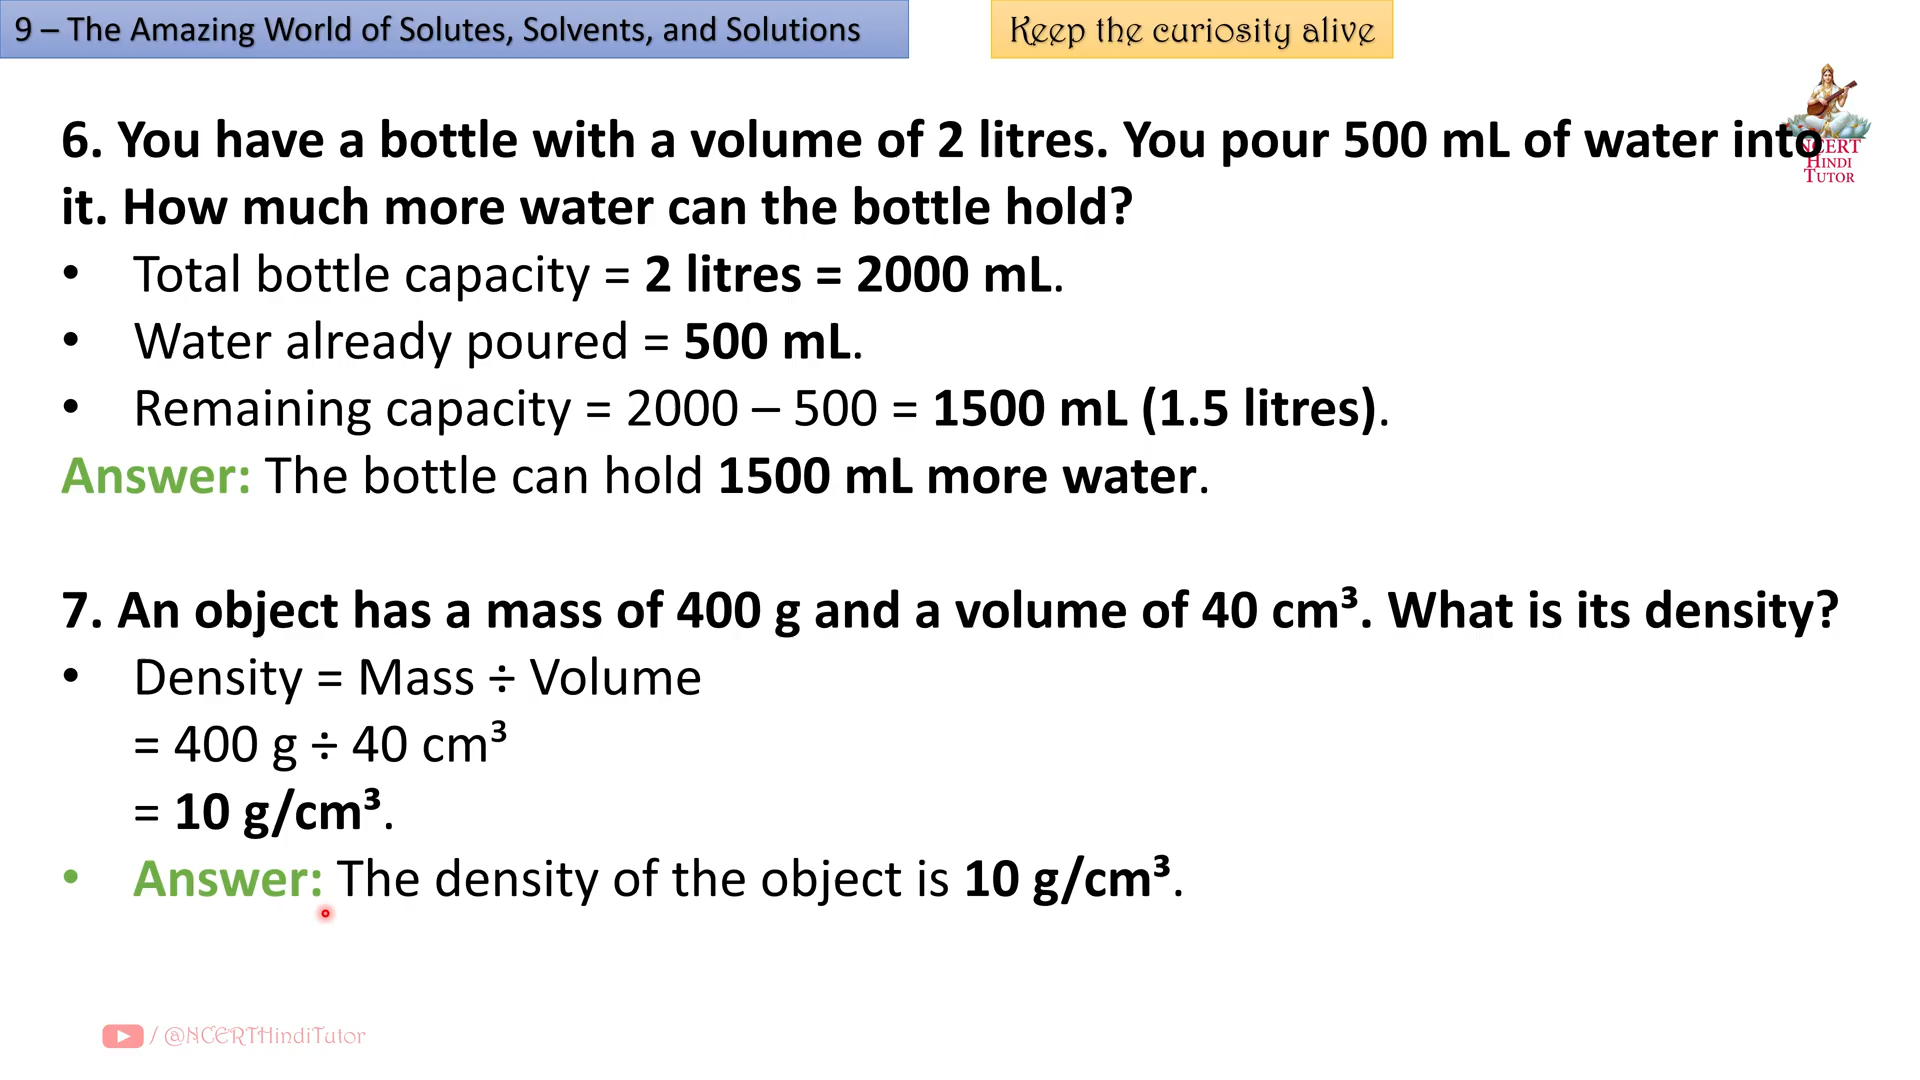 9 – The Amazing World of Solutes, Solvents, and Solutions
Keep the curiosity alive
NCERT
HINDI
TUTOR
6. You have a bottle with a volume of 2 litres. You pour 500 mL of water into
it. How much more water can the bottle hold?
• Total bottle capacity = 2 litres = 2000 mL.
• Water already poured = 500 mL.
• Remaining capacity = 2000 – 500 = 1500 mL (1.5 litres).
Answer: The bottle can hold 1500 mL more water.
7. An object has a mass of 400 g and a volume of 40 cm³. What is its density?
• Density = Mass ÷ Volume
= 400 g ÷ 40 cm³
= 10 g/cm³.
• Answer: The density of the object is 10 g/cm³.
/ @NCERTHindiTutor